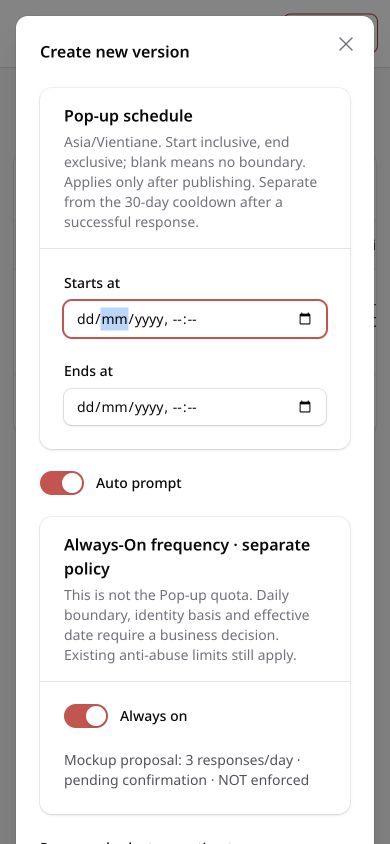 Create new version
Pop-up schedule
Asia/Vientiane. Start inclusive, end
exclusive; blank means no boundary.
Applies only after publishing. Separate
from the 30-day cooldown after a
successful response.
Starts at
dd/mm/yyyy, --:--
Ends at
dd/mm/yyyy, --:--
Auto prompt
Always-On frequency · separate
policy
This is not the Pop-up quota. Daily
boundary, identity basis and effective
date require a business decision.
Existing anti-abuse limits still apply.
Always on
Mockup proposal: 3 responses/day ·
pending confirmation · NOT enforced